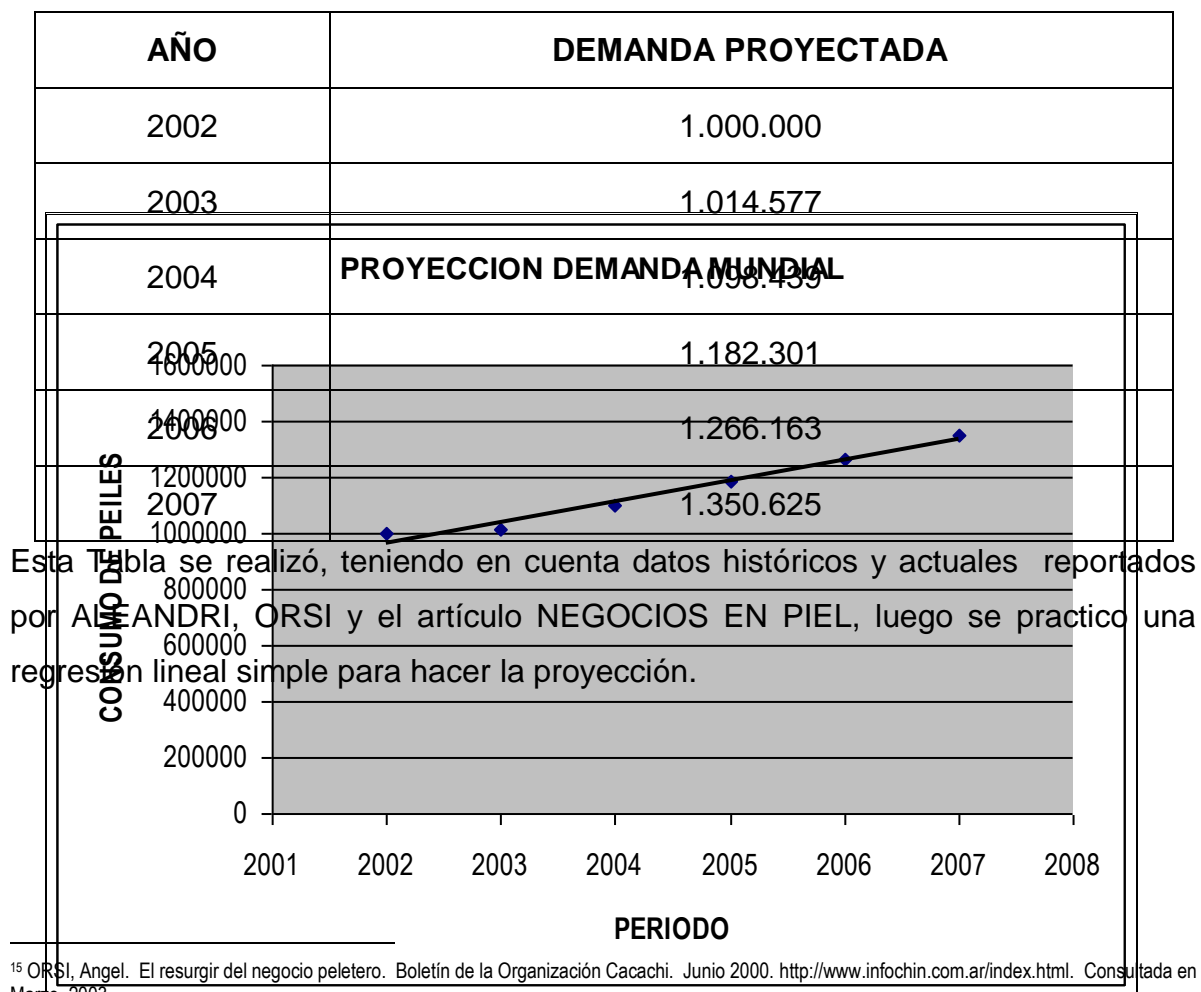 AÑO DEMANDA PROYECTADA
2002 1.000.000
2003 1.014.577
2004 1.098.439
2005 1.182.301
2006 1.266.163
2007 1.350.625
PROYECCION DEMANDA MUNDIAL
CONSUMO DE PEILES
1600000
1400000
1200000
1000000
800000
600000
400000
200000
0
2001 2002 2003 2004 2005 2006 2007 2008
PERIODO
Esta Tabla se realizó, teniendo en cuenta datos históricos y actuales reportados
por ALEANDRI, ORSI y el artículo NEGOCIOS EN PIEL, luego se practico una
regresión lineal simple para hacer la proyección.
15 ORSI, Angel. El resurgir del negocio peletero. Boletín de la Organización Cacachi. Junio 2000. http://www.infochin.com.ar/index.html. Consultada en